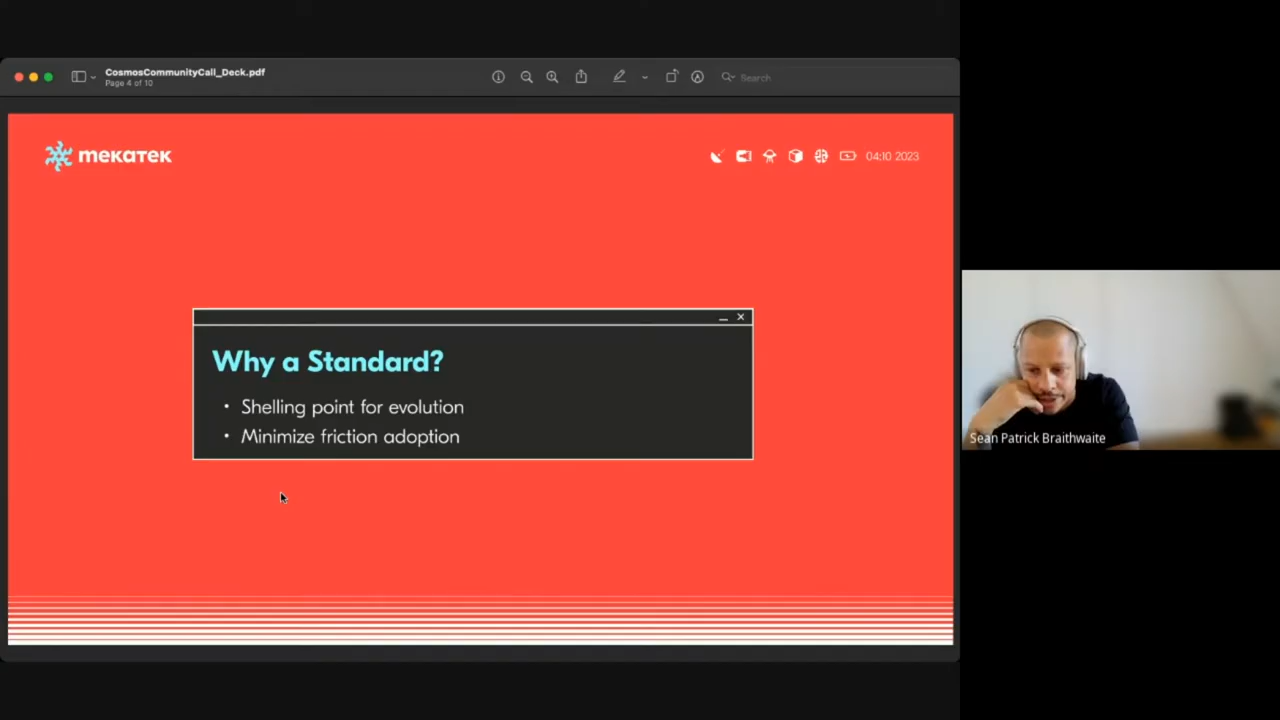 CosmosCommunityCall_Deck.pdf
Page 4 of 10
Search
mekatek
04:10 2023
Why a Standard?
• Shelling point for evolution
• Minimize friction adoption
Sean Patrick Braithwaite